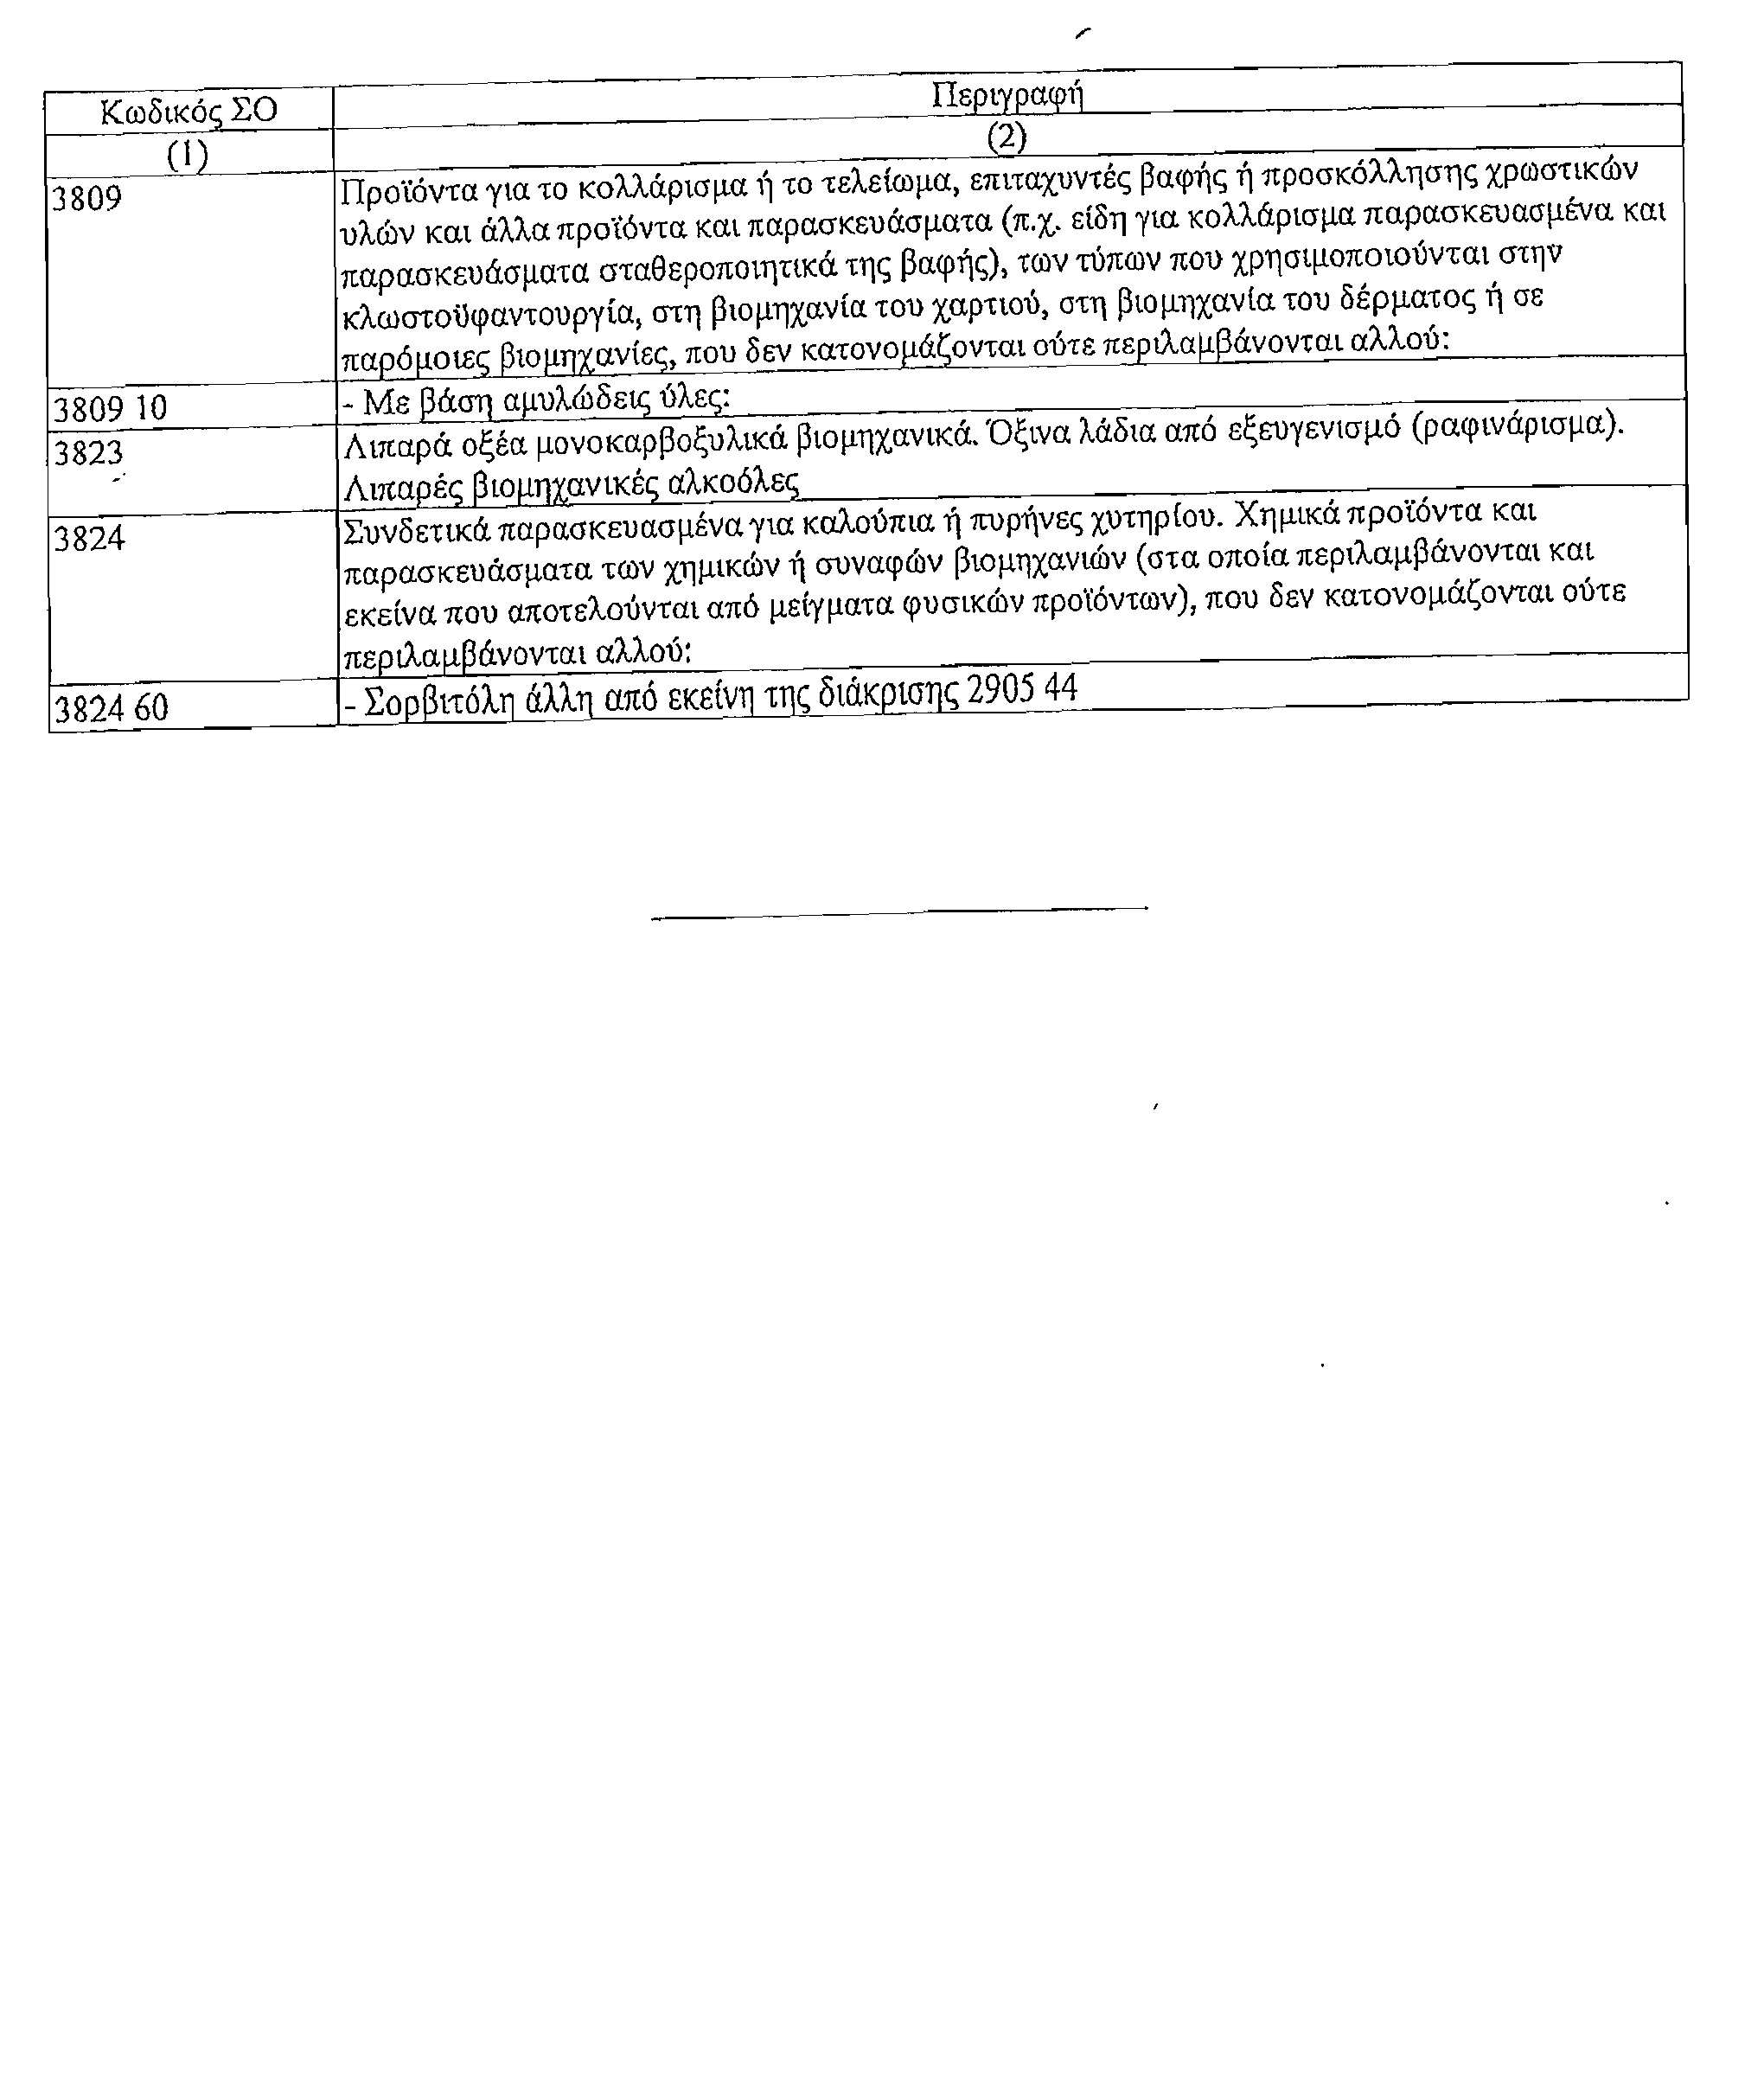 Κωδικός ΣΟ
Περιγραφή
(1)
(2)
3809
Προϊόντα για το κολλάρισμα ή το τελείωμα, επιταχυντές βαφής ή προσκόλλησης χρωστικών
υλών και άλλα προϊόντα και παρασκευάσματα (π.χ. είδη για κολλάρισμα παρασκευασμένα και
παρασκευάσματα σταθεροποιητικά της βαφής), των τύπων που χρησιμοποιούνται στην
κλωστοϋφαντουργία, στη βιομηχανία του χαρτιού, στη βιομηχανία του δέρματος ή σε
παρόμοιες βιομηχανίες, που δεν κατονομάζονται ούτε περιλαμβάνονται αλλού:
3809 10
- Με βάση αμυλώδεις ύλες:
3823
Λιπαρά οξέα μονοκαρβοξυλικά βιομηχανικά. Όξινα λάδια από εξευγενισμό (ραφινάρισμα).
Λιπαρές βιομηχανικές αλκοόλες
3824
Συνδετικά παρασκευασμένα για καλούπια ή πυρήνες χυτηρίου. Χημικά προϊόντα και
παρασκευάσματα των χημικών ή συναφών βιομηχανιών (στα οποία περιλαμβάνονται και
εκείνα που αποτελούνται από μείγματα φυσικών προϊόντων), που δεν κατονομάζονται ούτε
περιλαμβάνονται αλλού:
3824 60
- Σορβιτόλη άλλη από εκείνη της διάκρισης 2905 44